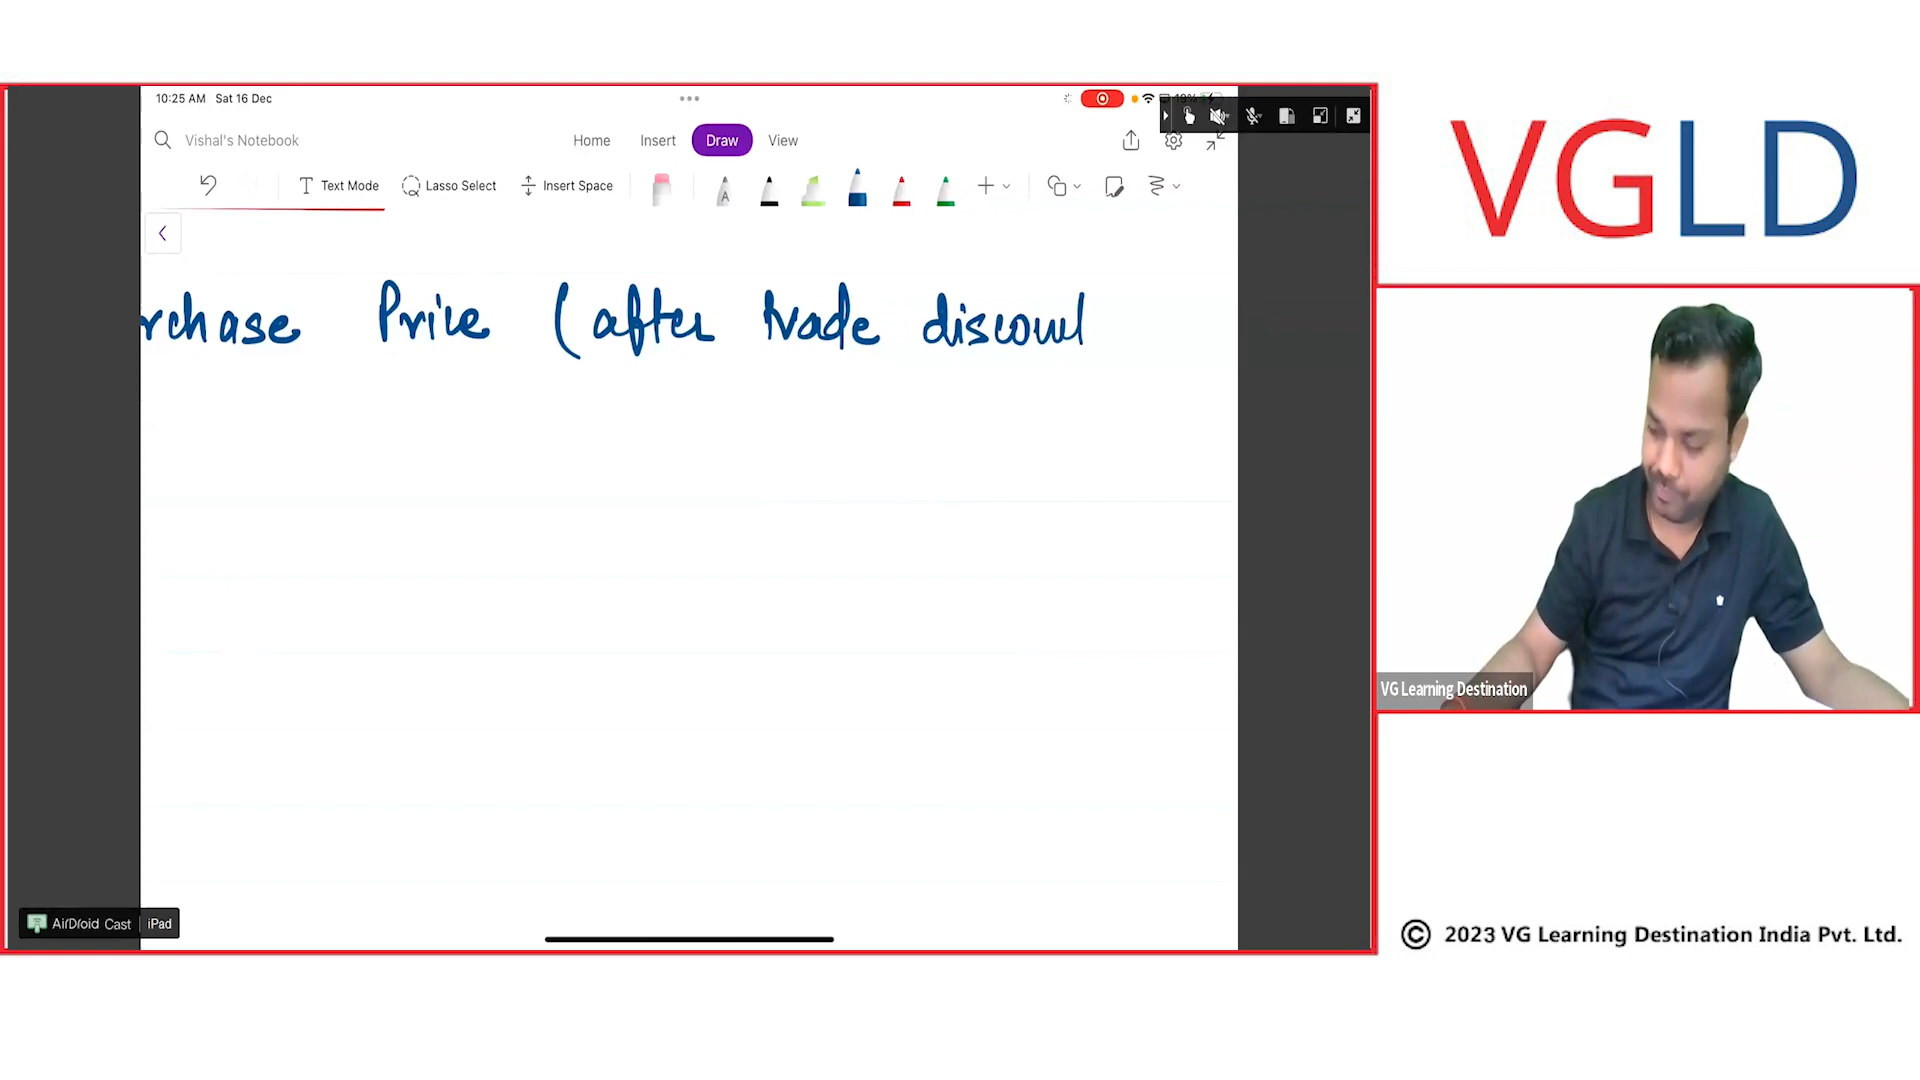 10:25 AM Sat 16 Dec
19%
VGLD
Vishal's Notebook
Home Insert Draw View
Text Mode Lasso Select Insert Space
rchase Price (after trade discount
VG Learning Destination
AirDroid Cast iPad
© 2023 VG Learning Destination India Pvt. Ltd.